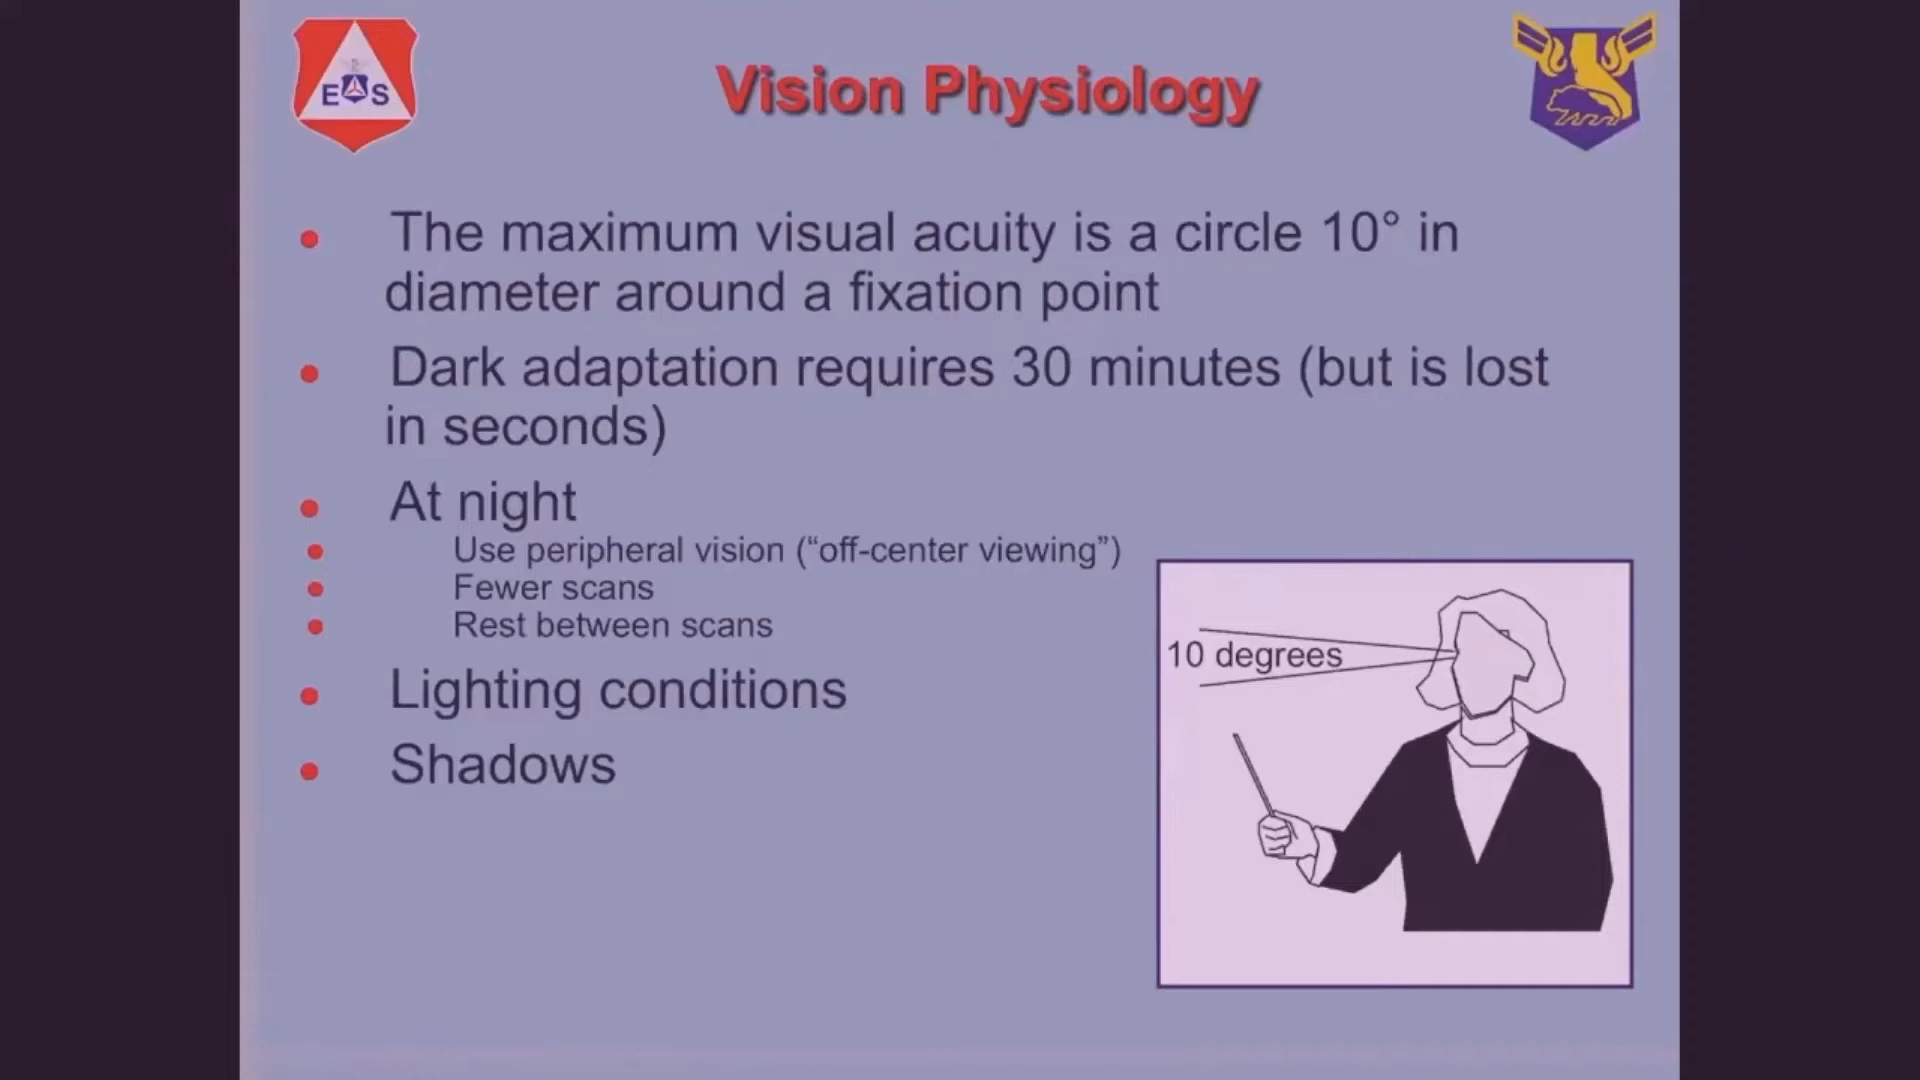 E S
Vision Physiology
The maximum visual acuity is a circle 10° in
diameter around a fixation point
Dark adaptation requires 30 minutes (but is lost
in seconds)
At night
Use peripheral vision (“off-center viewing”)
Fewer scans
Rest between scans
Lighting conditions
Shadows
10 degrees